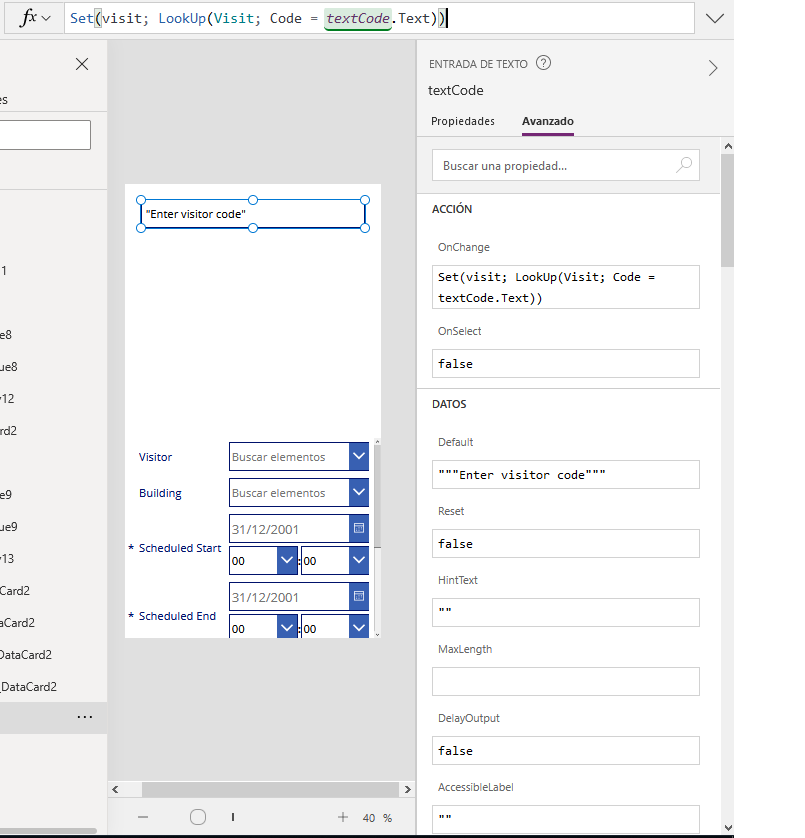 fx
Set(visit; LookUp(Visit; Code = textCode.Text))
es
1
e8
ue8
12
rd2
e9
ue9
13
Card2
aCard2
DataCard2
_DataCard2
...
"Enter visitor code"
Visitor
Buscar elementos
Building
Buscar elementos
31/12/2001
* Scheduled Start
00
:
00
31/12/2001
* Scheduled End
00
:
00
40 %
ENTRADA DE TEXTO
?
textCode
Propiedades
Avanzado
Buscar una propiedad...
ACCIÓN
OnChange
Set(visit; LookUp(Visit; Code =
textCode.Text))
OnSelect
false
DATOS
Default
"""Enter visitor code"""
Reset
false
HintText
""
MaxLength
DelayOutput
false
AccessibleLabel
""